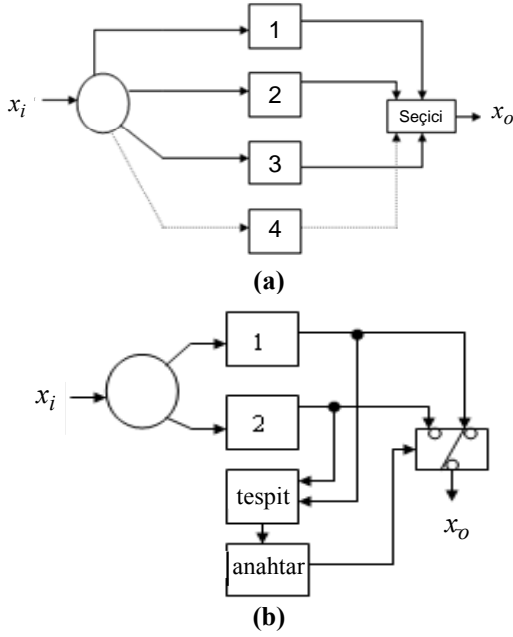 1
2
x_i
Seçici
x_o
3
4
(a)
1
x_i
2
tespit
x_o
anahtar
(b)